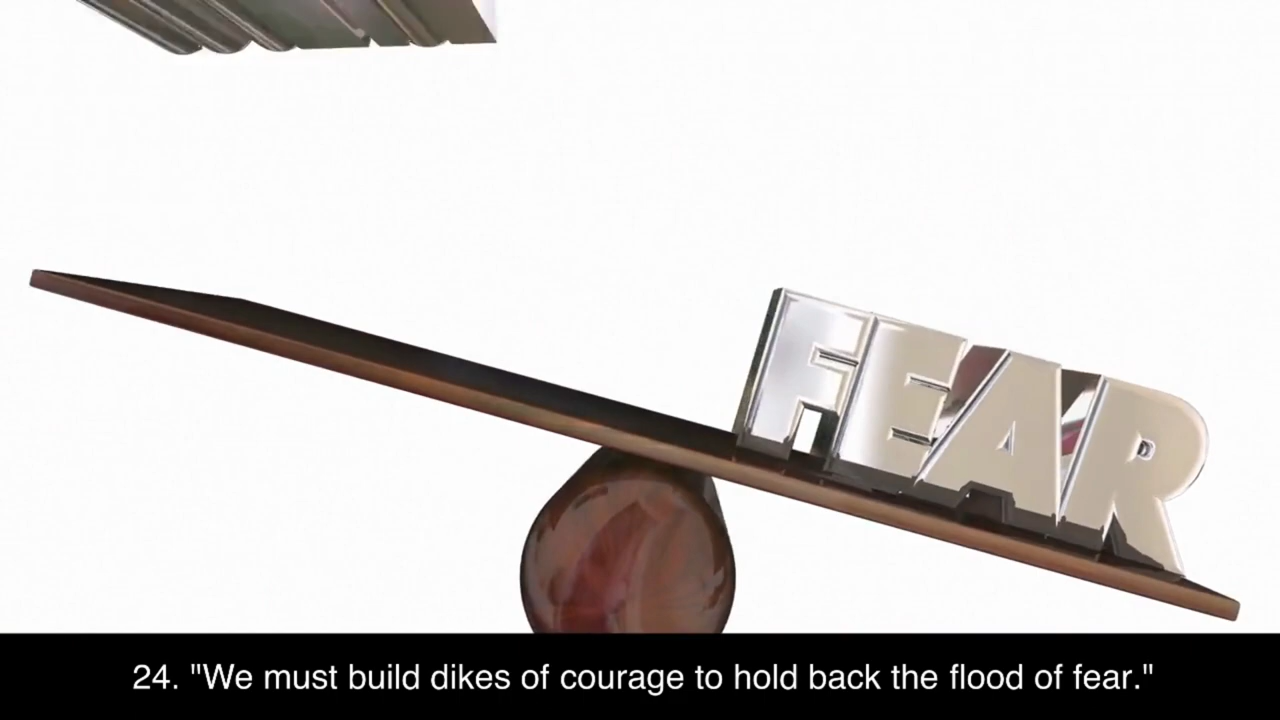 FEAR
24. "We must build dikes of courage to hold back the flood of fear."